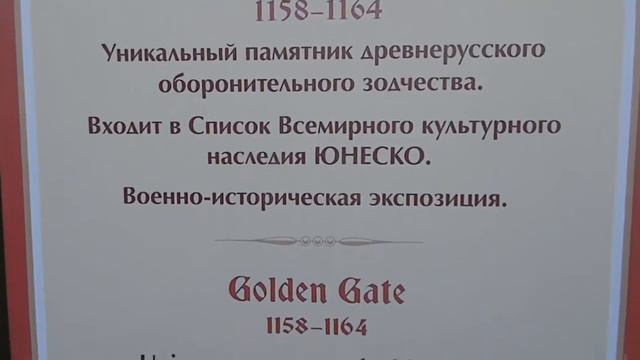 1158–1164
Уникальный памятник древнерусского
оборонительного зодчества.
Входит в Список Всемирного культурного
наследия ЮНЕСКО.
Военно-историческая экспозиция.
Golden Gate
1158–1164